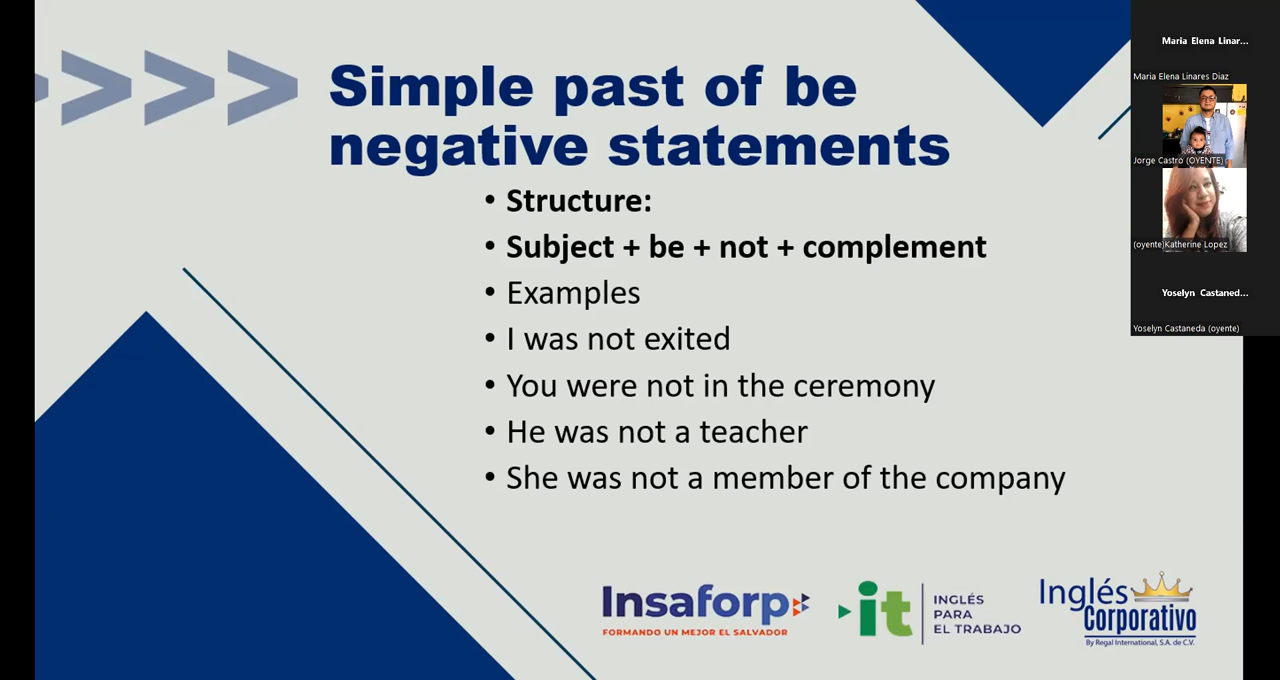 Simple past of be
negative statements
• Structure:
• Subject + be + not + complement
• Examples
• I was not exited
• You were not in the ceremony
• He was not a teacher
• She was not a member of the company
Insaforp
FORMANDO UN MEJOR EL SALVADOR
it
INGLÉS
PARA
EL TRABAJO
Inglés
Corporativo
By Regal International, S.A. de C.V.
Maria Elena Linar...
Maria Elena Linares Diaz
Jorge Castro (OYENTE)
(oyente)Katherine Lopez
Yoselyn Castaned...
Yoselyn Castaneda (oyente)